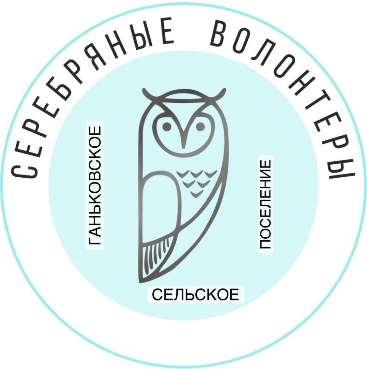 СЕРЕБРЯНЫЕ ВОЛОНТЕРЫ
ГАНЬКОВСКОЕ
СЕЛЬСКОЕ
ПОСЕЛЕНИЕ